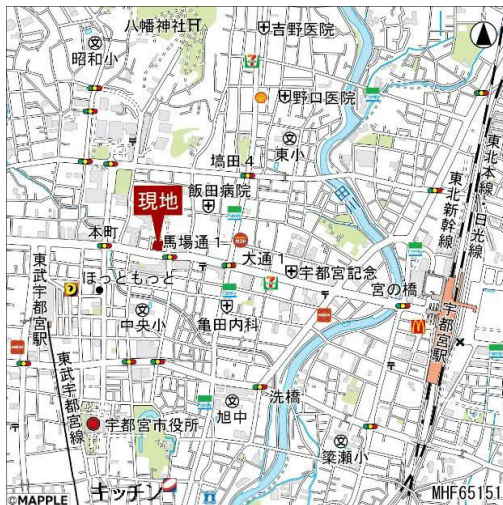 八幡神社
吉野医院
昭和小
野口医院
東小
塙田4
飯田病院
田川
東北本線
日光線
東北新幹線
現地
本町
馬場通1
大通1
宇都宮記念
宮の橋
東武宇都宮駅
ほっともっと
中央小
亀田内科
宇都宮駅
東武宇都宮線
洗橋
旭中
宇都宮市役所
簗瀬小
キッチン
©MAPPLE
MHF65151